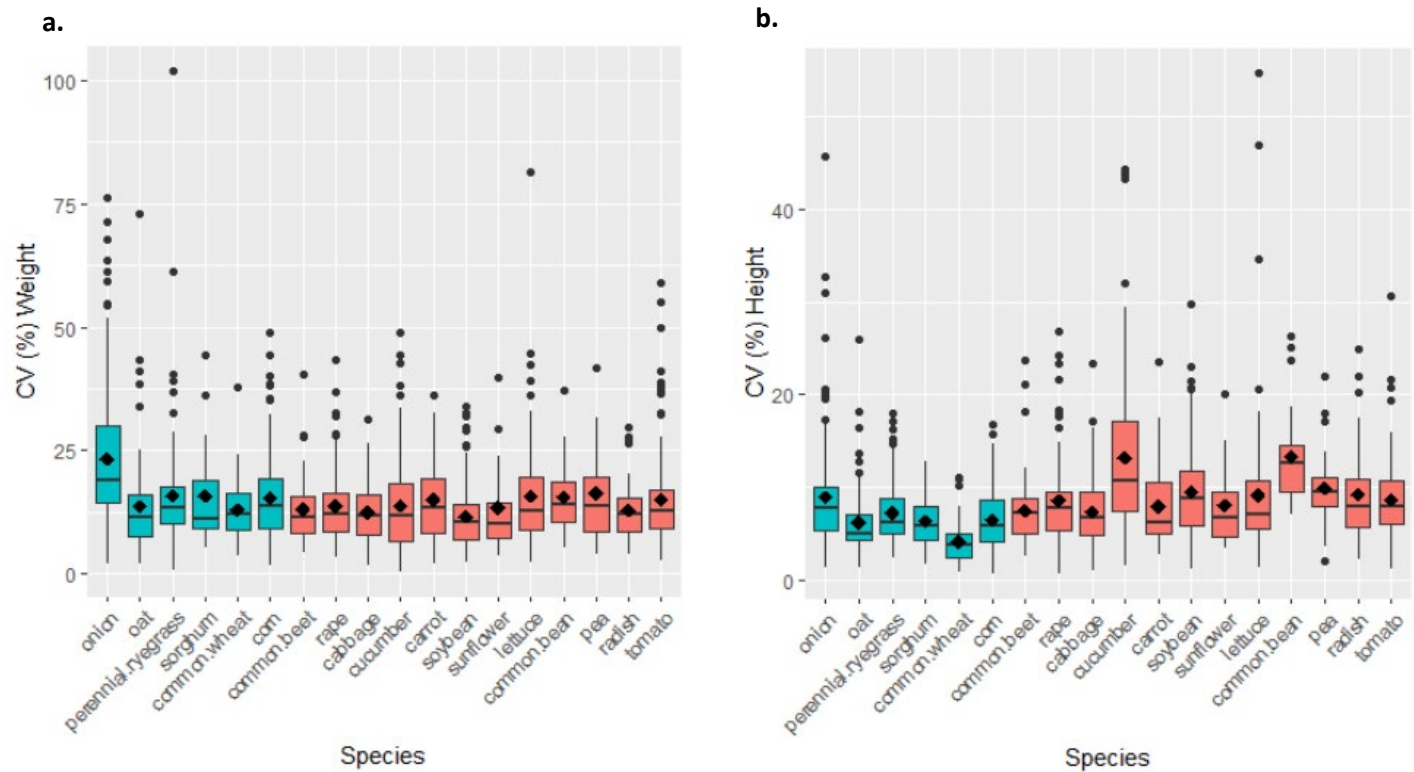 a.
CV (%) Weight
100
75
50
25
0
onion
oat
perennial.ryegrass
sorghum
common.wheat
corn
common.beet
rape
cabbage
cucumber
carrot
soybean
sunflower
lettuce
common.bean
pea
radish
tomato
Species
b.
CV (%) Height
40
20
0
onion
oat
perennial.ryegrass
sorghum
common.wheat
corn
common.beet
rape
cabbage
cucumber
carrot
soybean
sunflower
lettuce
common.bean
pea
radish
tomato
Species